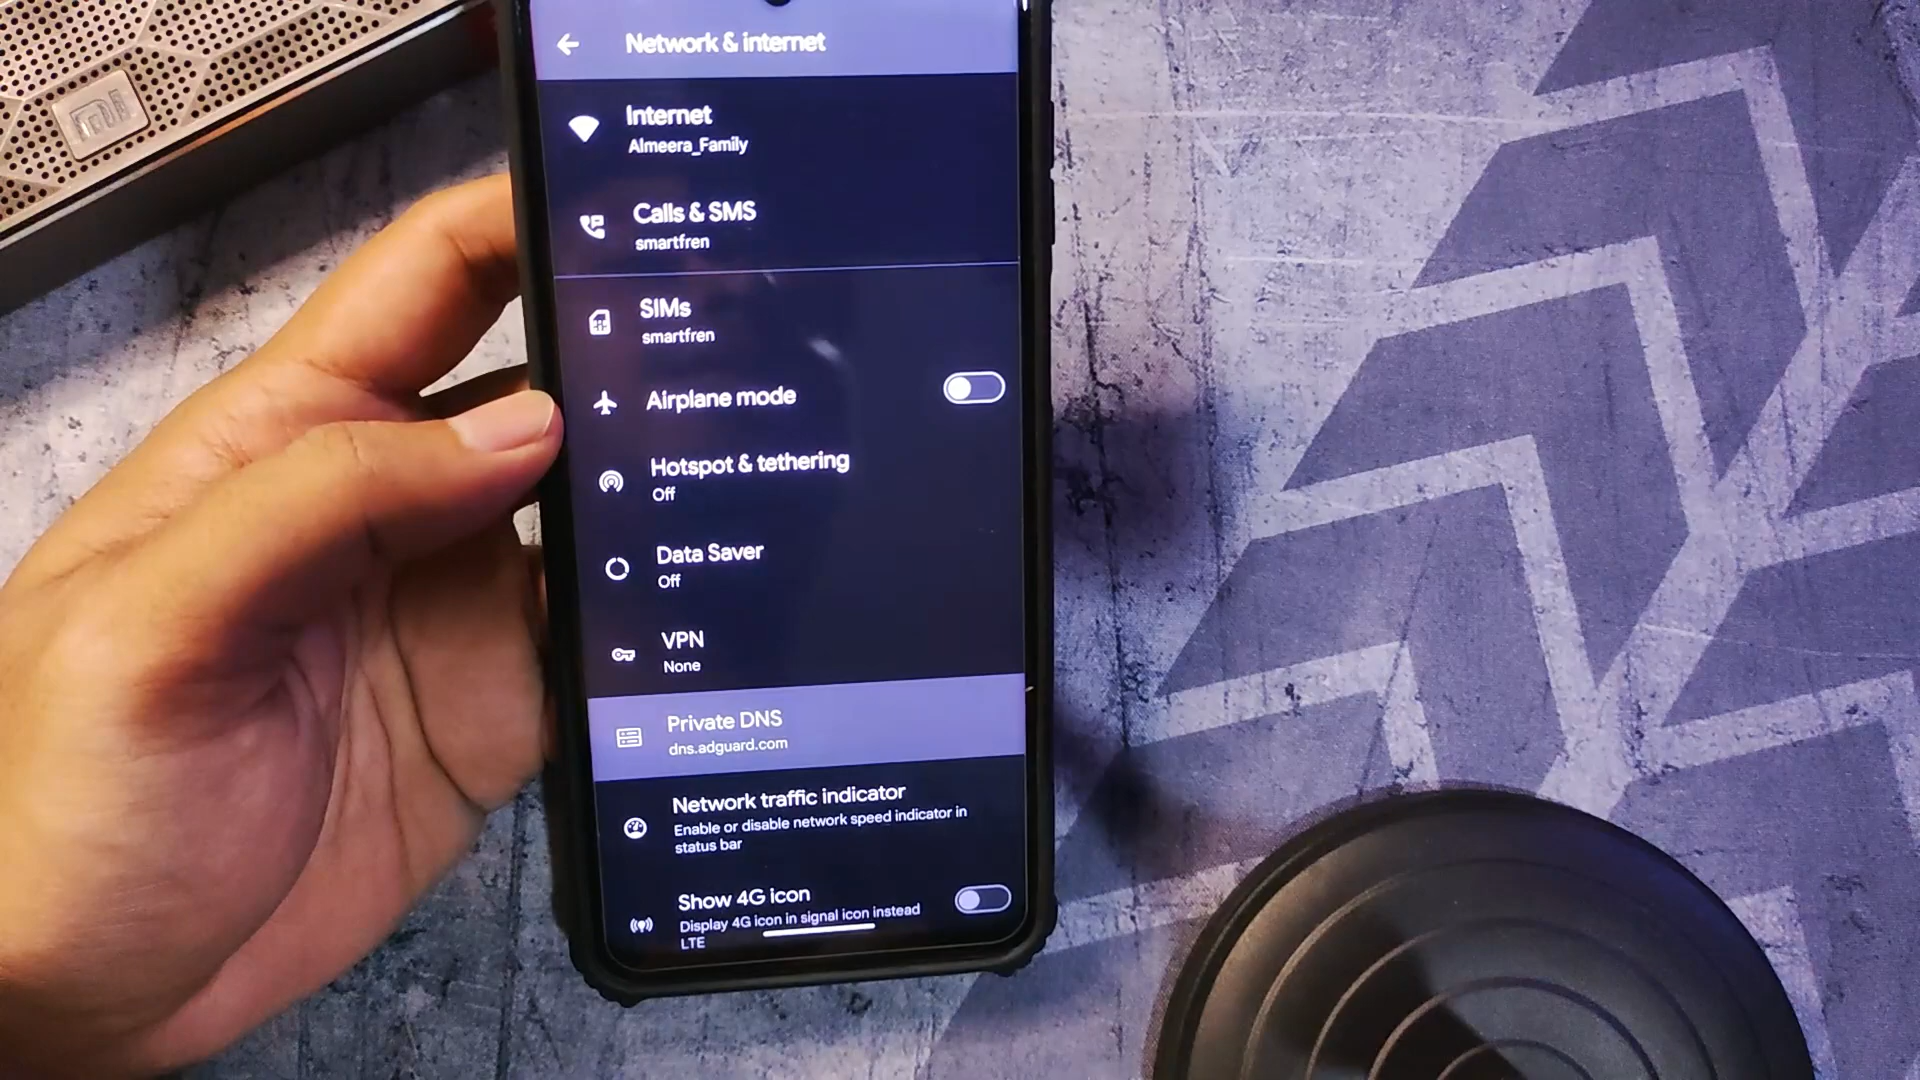 Network & internet
Internet
Almeera_Family
Calls & SMS
smartfren
SIMs
smartfren
Airplane mode
Hotspot & tethering
Off
Data Saver
Off
VPN
None
Private DNS
dns.adguard.com
Network traffic indicator
Enable or disable network speed indicator in
status bar
Show 4G icon
Display 4G icon in signal icon instead
LTE